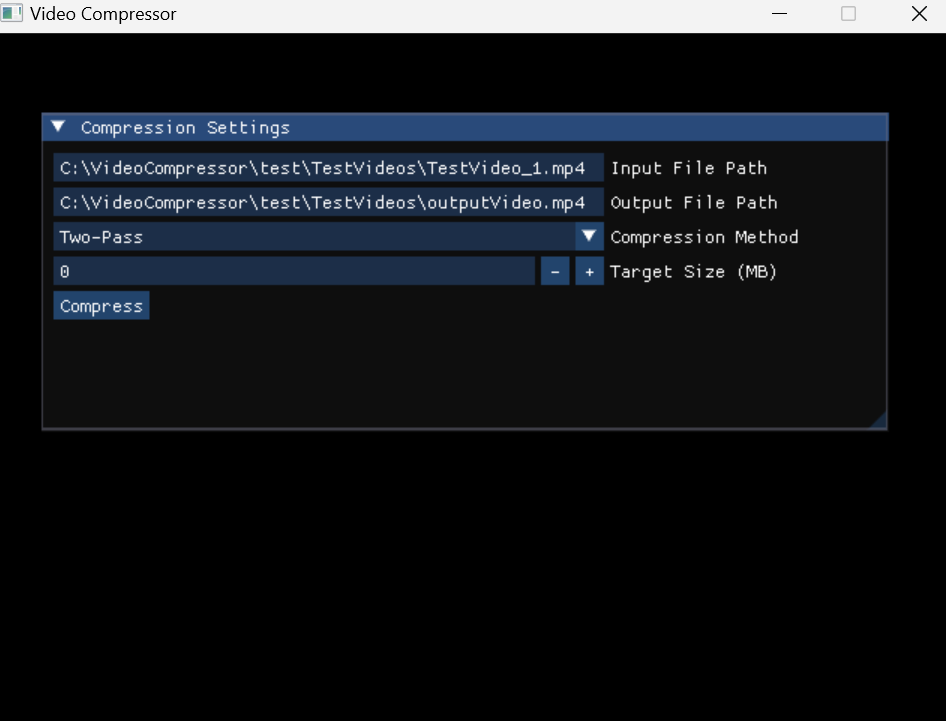 Video Compressor
Compression Settings
C:\VideoCompressor\test\TestVideos\TestVideo_1.mp4 Input File Path
C:\VideoCompressor\test\TestVideos\outputVideo.mp4 Output File Path
Two-Pass Compression Method
0 - + Target Size (MB)
Compress